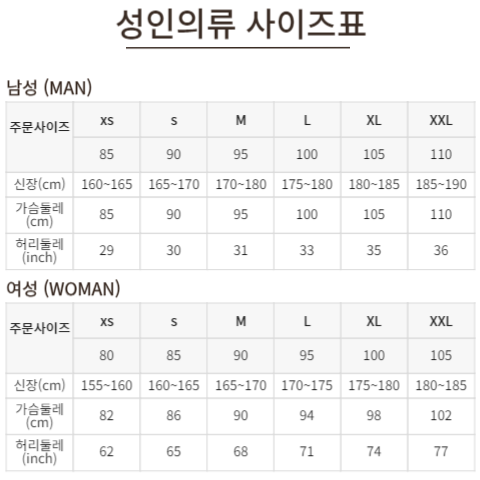 성인의류 사이즈표
남성 (MAN)
주문사이즈 xs s M L XL XXL
85 90 95 100 105 110
신장(cm) 160~165 165~170 170~180 175~180 180~185 185~190
가슴둘레
(cm) 85 90 95 100 105 110
허리둘레
(inch) 29 30 31 33 35 36
여성 (WOMAN)
주문사이즈 xs s M L XL XXL
80 85 90 95 100 105
신장(cm) 155~160 160~165 165~170 170~175 175~180 180~185
가슴둘레
(cm) 82 86 90 94 98 102
허리둘레
(inch) 62 65 68 71 74 77